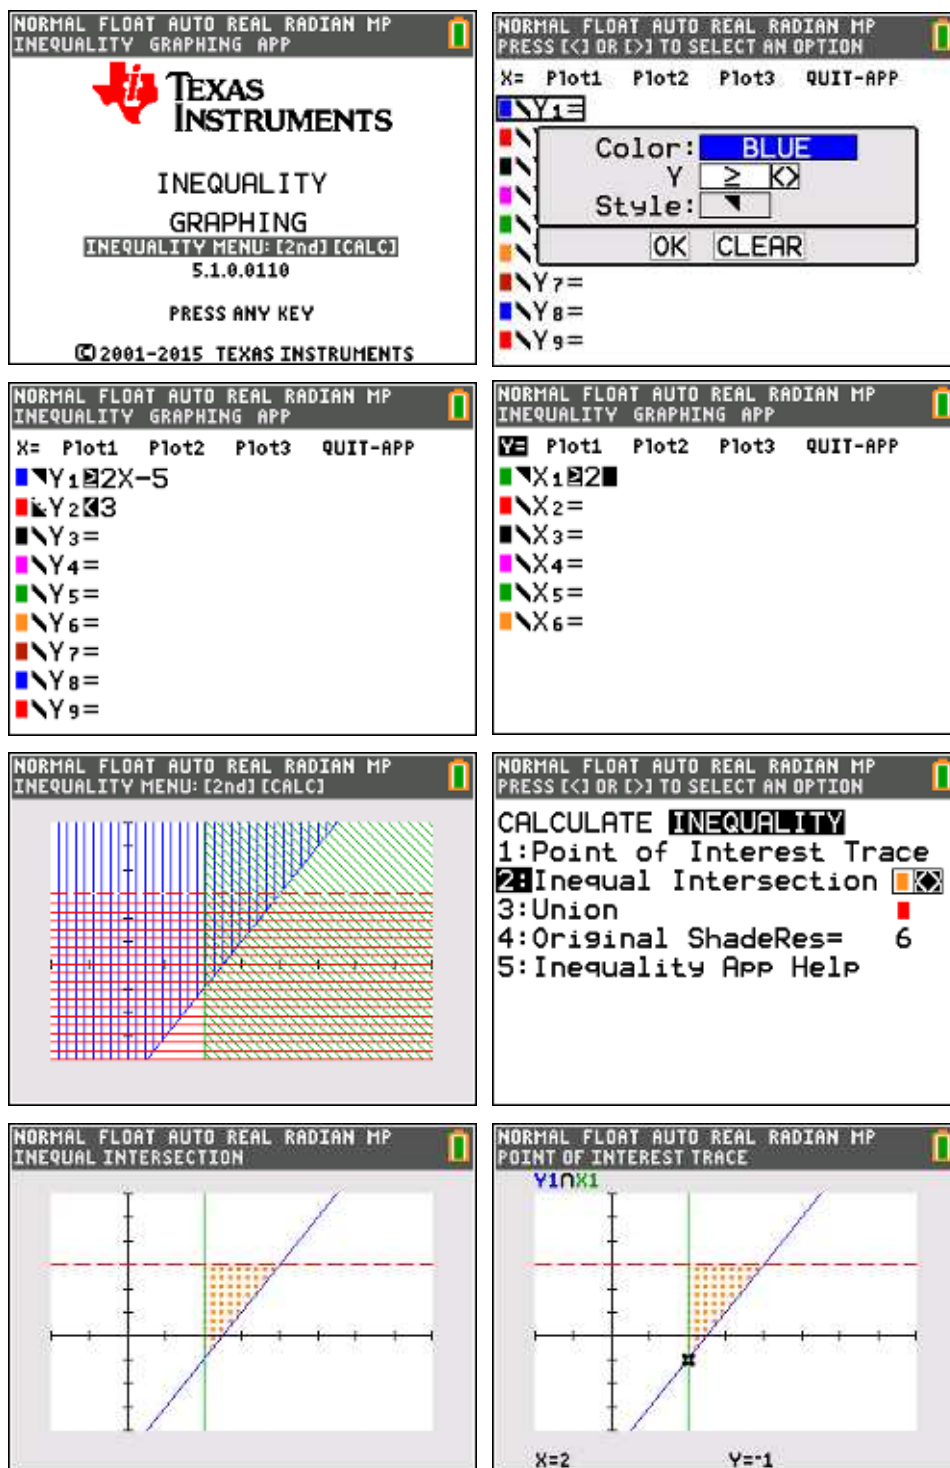 NORMAL FLOAT AUTO REAL RADIAN MP
INEQUALITY GRAPHING APP
TEXAS
INSTRUMENTS
INEQUALITY
GRAPHING
INEQUALITY MENU: [2nd] [CALC]
5.1.0.0110
PRESS ANY KEY
© 2001-2015 TEXAS INSTRUMENTS
NORMAL FLOAT AUTO REAL RADIAN MP
PRESS [<] OR [>] TO SELECT AN OPTION
X= Plot1 Plot2 Plot3 QUIT-APP
Y1=
Color: BLUE
Y ≥
Style:
OK CLEAR
Y7=
Y8=
Y9=
NORMAL FLOAT AUTO REAL RADIAN MP
INEQUALITY GRAPHING APP
X= Plot1 Plot2 Plot3 QUIT-APP
Y1≥2X-5
Y2<3
Y3=
Y4=
Y5=
Y6=
Y7=
Y8=
Y9=
NORMAL FLOAT AUTO REAL RADIAN MP
INEQUALITY GRAPHING APP
Y= Plot1 Plot2 Plot3 QUIT-APP
X1≥2
X2=
X3=
X4=
X5=
X6=
NORMAL FLOAT AUTO REAL RADIAN MP
INEQUALITY MENU: [2nd] [CALC]
NORMAL FLOAT AUTO REAL RADIAN MP
PRESS [<] OR [>] TO SELECT AN OPTION
CALCULATE INEQUALITY
1:Point of Interest Trace
2:Inequal Intersection
3:Union
4:Original ShadeRes= 6
5:Inequality App Help
NORMAL FLOAT AUTO REAL RADIAN MP
INEQUAL INTERSECTION
NORMAL FLOAT AUTO REAL RADIAN MP
POINT OF INTEREST TRACE
Y1∩X1
X=2 Y=-1